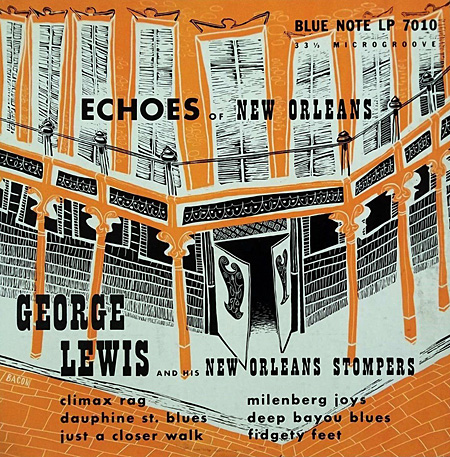 BLUE NOTE LP 7010
33⅓ MICROGROOVE
ECHOES OF NEW ORLEANS
GEORGE
LEWIS AND HIS NEW ORLEANS STOMPERS
BACON
climax rag
dauphine st. blues
just a closer walk
milenberg joys
deep bayou blues
fidgety feet